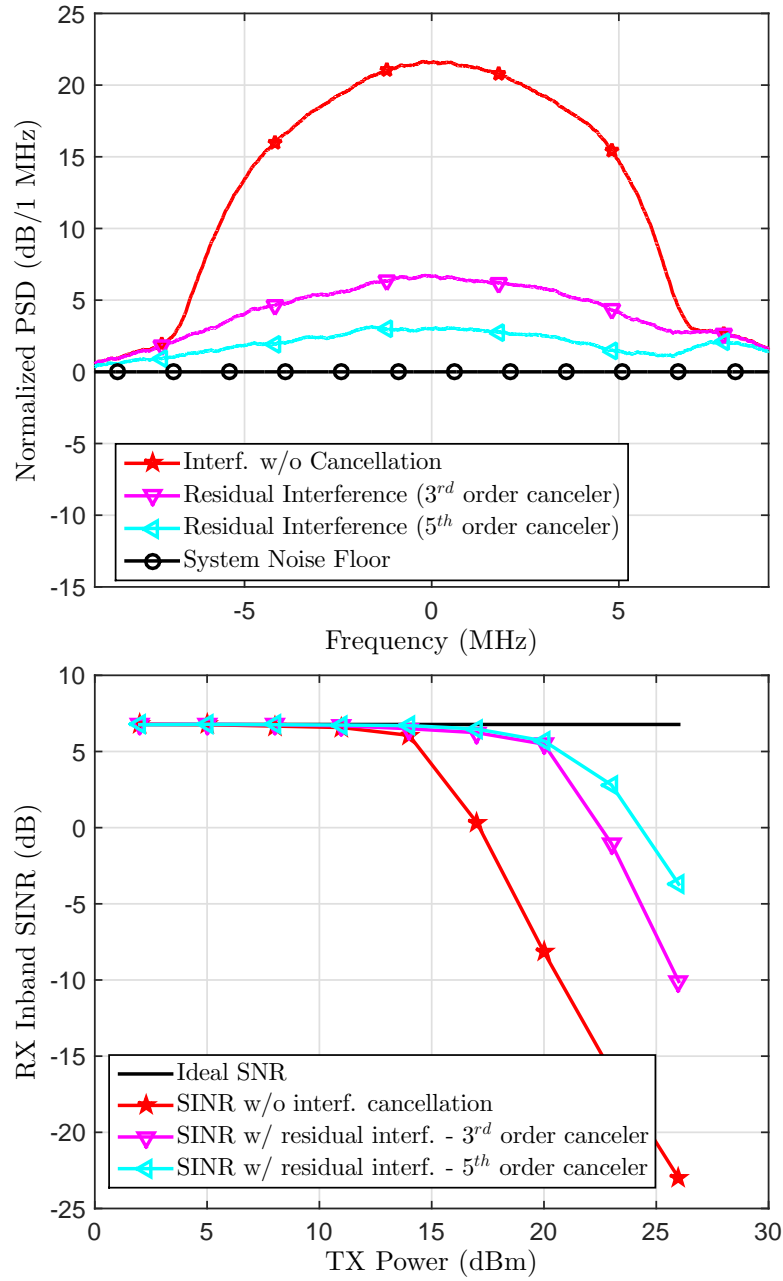 25
20
15
10
5
0
-5
-10
-15
Normalized PSD (dB/1 MHz)
Interf. w/o Cancellation
Residual Interference (3rd order canceler)
Residual Interference (5th order canceler)
System Noise Floor
-5 0 5
Frequency (MHz)
10
5
0
-5
-10
-15
-20
-25
RX Inband SINR (dB)
Ideal SNR
SINR w/o interf. cancellation
SINR w/ residual interf. - 3rd order canceler
SINR w/ residual interf. - 5th order canceler
0 5 10 15 20 25 30
TX Power (dBm)